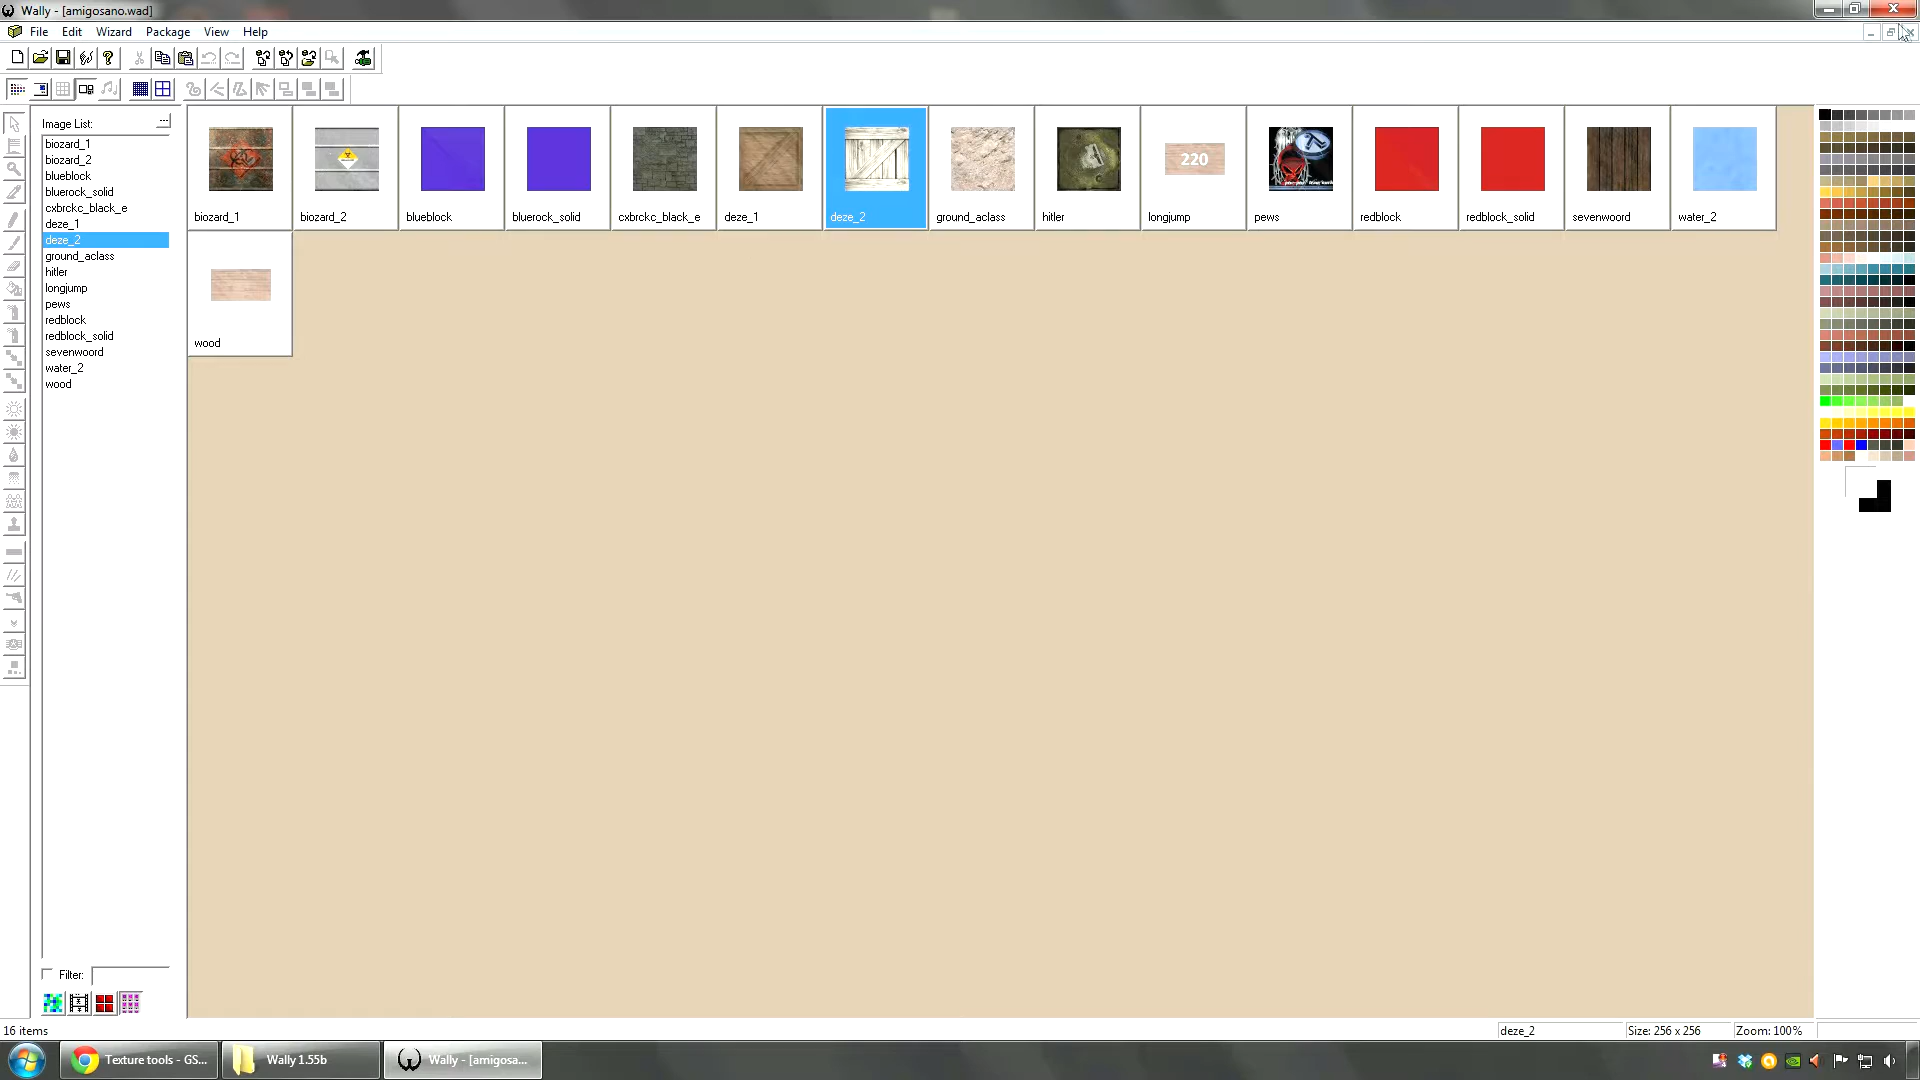 Wally - [amigosano.wad]
File Edit Wizard Package View Help
Image List: ...
biozard_1
biozard_2
blueblock
bluerock_solid
cxbrckc_black_e
deze_1
deze_2
ground_aclass
hitler
longjump
pews
redblock
redblock_solid
sevenwoord
water_2
wood
220
biozard_1 biozard_2 blueblock bluerock_solid cxbrckc_black_e deze_1 deze_2 ground_aclass hitler longjump pews redblock redblock_solid sevenwoord water_2
wood
Filter:
16 items deze_2 Size: 256 x 256 Zoom: 100%
Texture tools - GS... Wally 1.55b Wally - [amigosa...